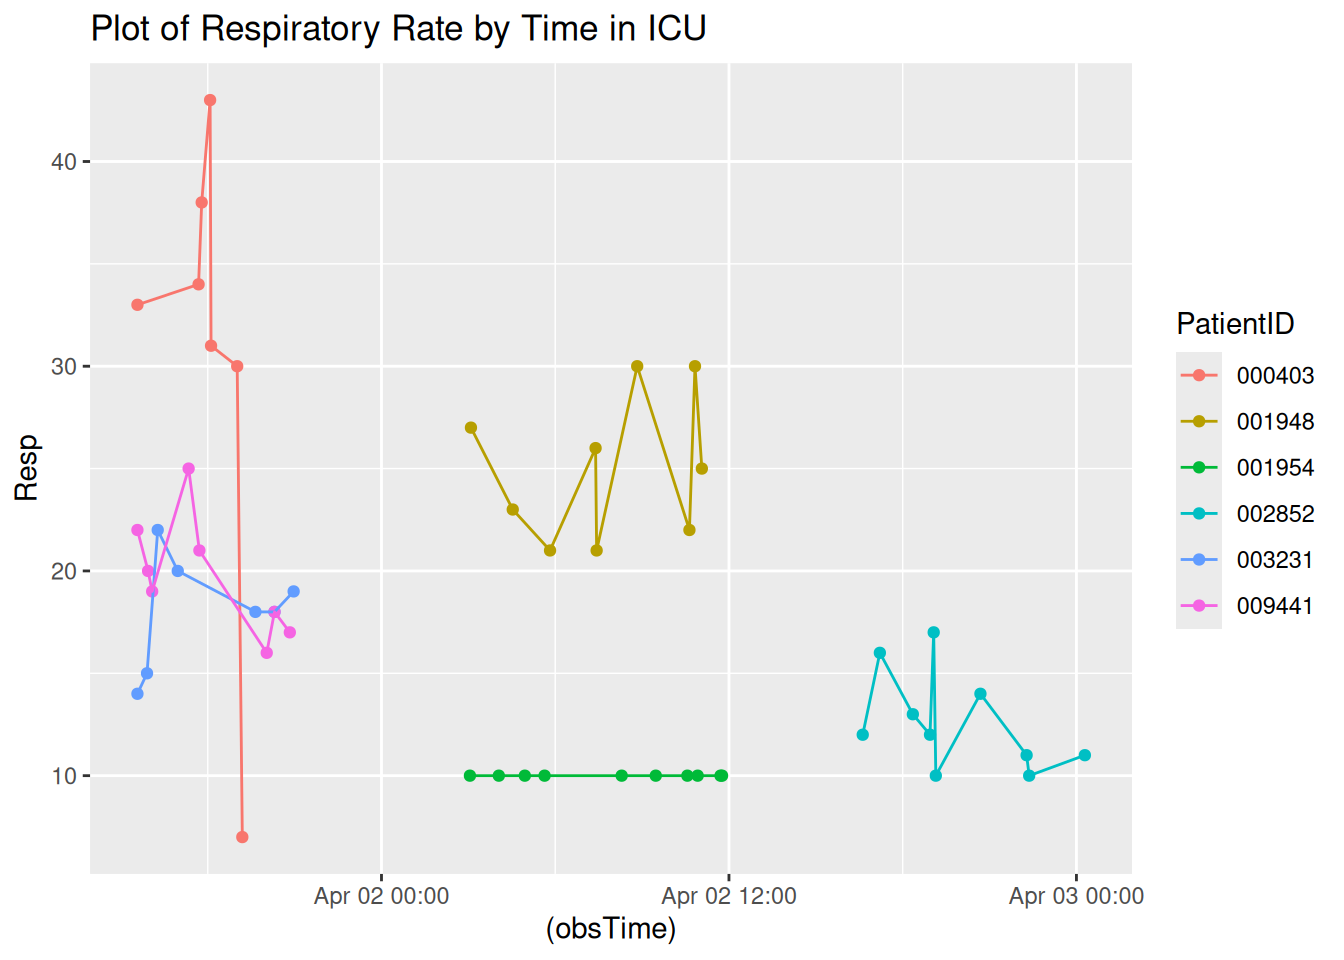 Plot of Respiratory Rate by Time in ICU
40
30
20
10
Resp
Apr 02 00:00
Apr 02 12:00
Apr 03 00:00
(obsTime)
PatientID
000403
001948
001954
002852
003231
009441